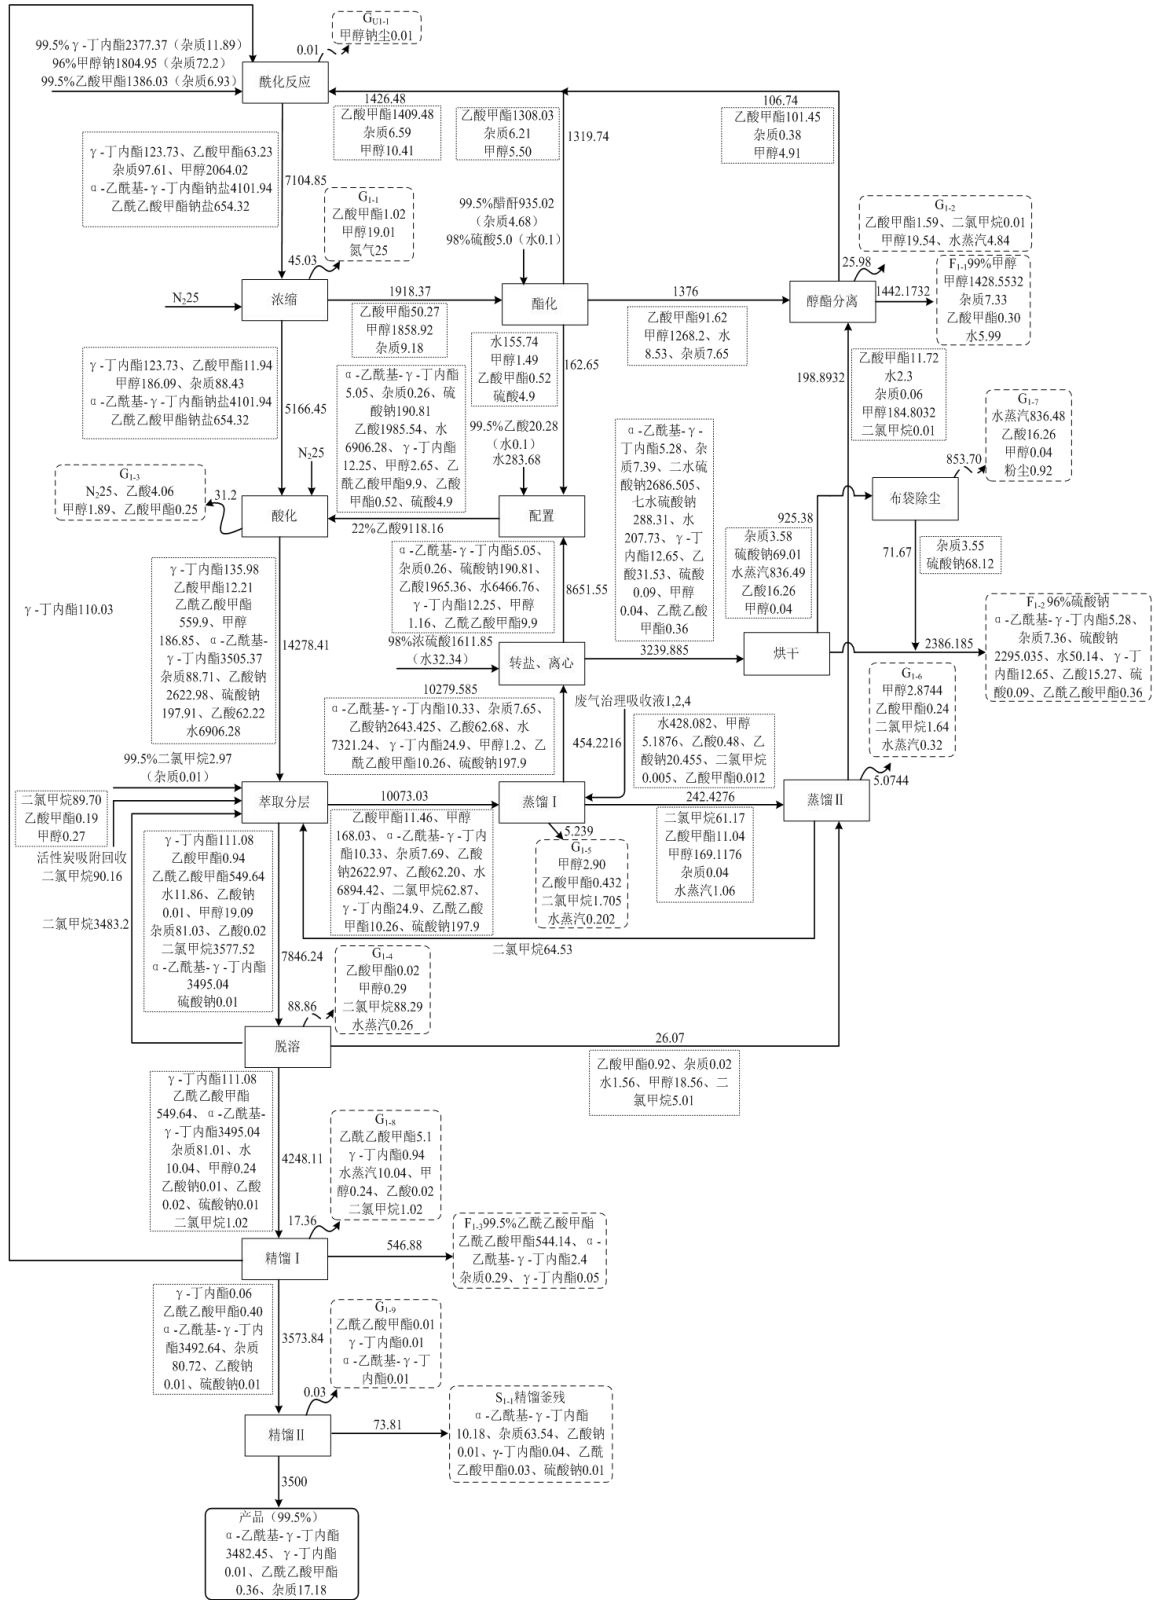 G_U1-1
甲醇钠尘0.01
99.5%γ-丁内酯2377.37（杂质11.89）
96%甲醇钠1804.95（杂质72.2）
99.5%乙酸甲酯1386.03（杂质6.93）
0.01
酰化反应
1426.48
乙酸甲酯1409.48
杂质6.59
甲醇10.41
乙酸甲酯1308.03
杂质6.21
甲醇5.50
1319.74
106.74
乙酸甲酯101.45
杂质0.38
甲醇4.91
γ-丁内酯123.73、乙酸甲酯63.23
杂质97.61，甲醇2064.02
α-乙酰基-γ-丁内酯钠盐4101.94
乙酰乙酸甲酯钠盐654.32
7104.85
G1-1
乙酸甲酯1.02
甲醇19.01
氮气25
45.03
99.5%醋酐935.02
（杂质4.68）
98%硫酸5.0（水0.1）
G1-2
乙酸甲酯1.59、二氯甲烷0.01
甲醇19.54、水蒸汽4.84
25.98
F1-199%甲醇
甲醇1428.5532
杂质7.33
乙酸甲酯0.30
水5.99
N₂25
浓缩
1918.37
乙酸甲酯50.27
甲醇1858.92
杂质9.18
酯化
1376
乙酸甲酯91.62
甲醇1268.2、水
8.53、杂质7.65
醇酯分离
1442.1732
γ-丁内酯123.73，乙酸甲酯11.94
甲醇186.09、杂质88.43
α-乙酰基-γ-丁内酯钠盐4101.94
乙酰乙酸甲酯钠盐654.32
5166.45
水155.74
甲醇1.49
乙酸甲酯0.52
硫酸4.9
162.65
乙酸甲酯11.72
水2.3
杂质0.06
甲醇184.8032
二氯甲烷0.01
198.8932
α-乙酰基-γ-丁内酯
5.05、杂质0.26、硫
酸钠190.81
乙酸1985.54、水
6906.28、γ-丁内酯
12.25、甲醇2.65、乙
酰乙酸甲酯9.9、乙酸
甲酯0.52、硫酸4.9
99.5%乙酸20.28
（水0.1）
水283.68
G1-7
水蒸汽836.48
乙酸16.26
甲醇0.04
粉尘0.92
853.70
N₂25
G1-3
N₂25、乙酸4.06
甲醇1.89、乙酸甲酯0.25
31.2
酸化
22%乙酸9118.16
配置
α-乙酰基-γ-
丁内酯5.28、杂
质7.39、二水硫
酸钠2686.505、
七水硫酸钠
288.31、水
207.73、γ-丁内
酯12.65、乙
酸31.53、硫酸
0.09、甲醇
0.04、乙酰乙酸
甲酯0.36
925.38
杂质3.58
硫酸钠69.01
水蒸汽836.49
乙酸16.26
甲醇0.04
布袋除尘
71.67
杂质3.55
硫酸钠68.12
γ-丁内酯110.03
γ-丁内酯135.98
乙酸甲酯12.21
乙酰乙酸甲酯
559.9、甲醇
186.85、α-乙酰基-
γ-丁内酯3505.37
杂质88.71、乙酸钠
2622.98、硫酸钠
197.91、乙酸62.22
水6906.28
14278.41
α-乙酰基-γ-丁内酯5.05、
杂质0.26、硫酸钠190.81、
乙酸1965.36、水6466.76、
γ-丁内酯12.25、甲醇
1.16、乙酰乙酸甲酯9.9
8651.55
98%浓硫酸1611.85
（水32.34）
转盐、离心
3239.885
烘干
2386.185
F1-2 96%硫酸钠
α-乙酰基-γ-丁内酯5.28、
杂质7.36、硫酸钠
2295.035、水50.14、γ-丁
内酯12.65、乙酸15.27、硫
酸0.09、乙酰乙酸甲酯0.36
10279.585
α-乙酰基-γ-丁内酯10.33、杂质7.65、
乙酸钠2643.425、乙酸62.68、水
7321.24、γ-丁内酯24.9、甲醇1.2、乙
酰乙酸甲酯10.26、硫酸钠197.9
废气治理吸收液1,2,4
454.2216
水428.082、甲醇
5.1876、乙酸0.48、乙
酸钠20.455、二氯甲烷
0.005、乙酸甲酯0.012
G1-6
甲醇2.8744
乙酸甲酯0.24
二氯甲烷1.64
水蒸汽0.32
5.0744
99.5%二氯甲烷2.97
（杂质0.01）
二氯甲烷89.70
乙酸甲酯0.19
甲醇0.27
活性炭吸附回收
二氯甲烷90.16
二氯甲烷3483.2
萃取分层
10073.03
乙酸甲酯11.46、甲醇
168.03、α-乙酰基-γ-丁内
酯10.33、杂质7.69、乙酸
钠2622.97、乙酸62.20、水
6894.42、二氯甲烷62.87、
γ-丁内酯24.9、乙酰乙酸
甲酯10.26、硫酸钠197.9
蒸馏Ⅰ
5.239
G1-5
甲醇2.90
乙酸甲酯0.432
二氯甲烷1.705
水蒸汽0.202
242.4276
二氯甲烷61.17
乙酸甲酯11.04
甲醇169.1176
杂质0.04
水蒸汽1.06
蒸馏Ⅱ
二氯甲烷64.53
γ-丁内酯111.08
乙酸甲酯0.94
乙酰乙酸甲酯549.64
水11.86、乙酸钠
0.01、甲醇19.09
杂质81.03、乙酸0.02
二氯甲烷3577.52
α-乙酰基-γ-丁内酯
3495.04
硫酸钠0.01
7846.24
G1-4
乙酸甲酯0.02
甲醇0.29
二氯甲烷88.29
水蒸汽0.26
88.86
脱溶
26.07
乙酸甲酯0.92、杂质0.02
水1.56、甲醇18.56、二
氯甲烷5.01
γ-丁内酯111.08
乙酰乙酸甲酯
549.64、α-乙酰基-
γ-丁内酯3495.04
杂质81.01、水
10.04、甲醇0.24
乙酸钠0.01、乙酸
0.02、硫酸钠0.01
二氯甲烷1.02
4248.11
G1-8
乙酰乙酸甲酯5.1
γ-丁内酯0.94
水蒸汽10.04、甲
醇0.24、乙酸0.02
二氯甲烷1.02
17.36
精馏Ⅰ
546.88
F1-399.5%乙酰乙酸甲酯
乙酰乙酸甲酯544.14、α-
乙酰基-γ-丁内酯2.4
杂质0.29、γ-丁内酯0.05
γ-丁内酯0.06
乙酰乙酸甲酯0.40
α-乙酰基-γ-丁内
酯3492.64、杂质
80.72、乙酸钠
0.01、硫酸钠0.01
3573.84
G1-9
乙酰乙酸甲酯0.01
γ-丁内酯0.01
α-乙酰基-γ-丁
内酯0.01
0.03
精馏Ⅱ
73.81
S1-1精馏釜残
α-乙酰基-γ-丁内酯
10.18、杂质63.54、乙酸钠
0.01、γ-丁内酯0.04、乙酰
乙酸甲酯0.03、硫酸钠0.01
3500
产品（99.5%）
α-乙酰基-γ-丁内酯
3482.45、γ-丁内酯
0.01、乙酰乙酸甲酯
0.36、杂质17.18